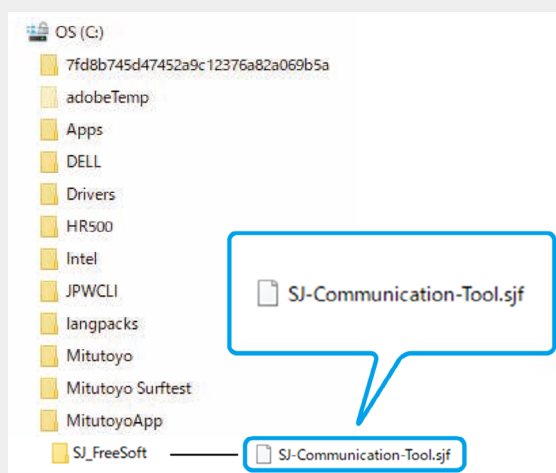 OS (C:)
7fd8b745d47452a9c12376a82a069b5a
adobeTemp
Apps
DELL
Drivers
HR500
Intel
JPWCLI
langpacks
Mitutoyo
Mitutoyo Surftest
MitutoyoApp
SJ-Communication-Tool.sjf
SJ_FreeSoft
SJ-Communication-Tool.sjf